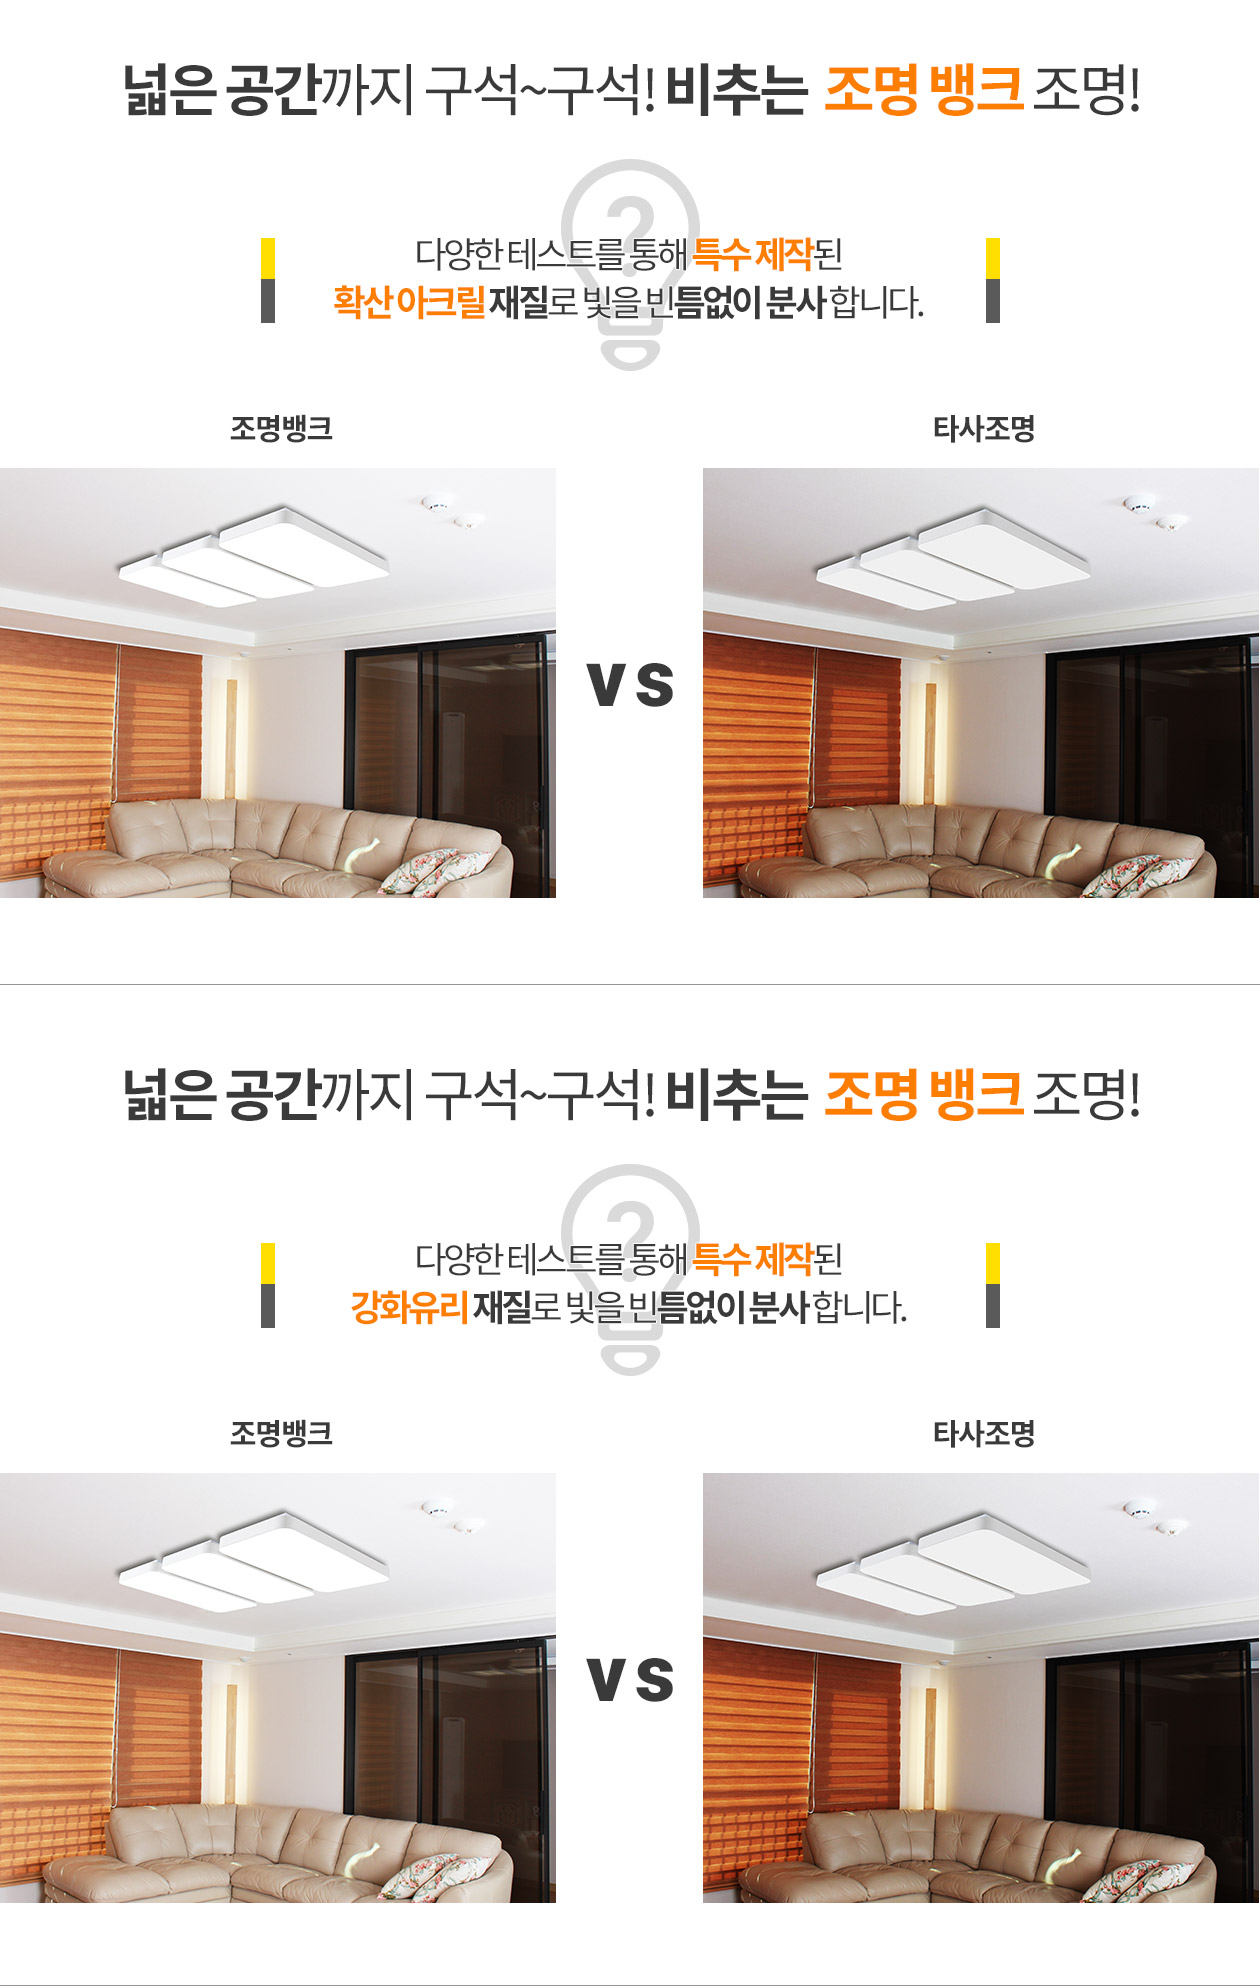 넓은 공간까지 구석~구석! 비추는 조명 뱅크 조명!
?
다양한 테스트를 통해 특수 제작된
확산 아크릴 재질로 빛을 빈틈없이 분사 합니다.
조명뱅크
타사조명
VS
넓은 공간까지 구석~구석! 비추는 조명 뱅크 조명!
?
다양한 테스트를 통해 특수 제작된
강화유리 재질로 빛을 빈틈없이 분사 합니다.
조명뱅크
타사조명
VS